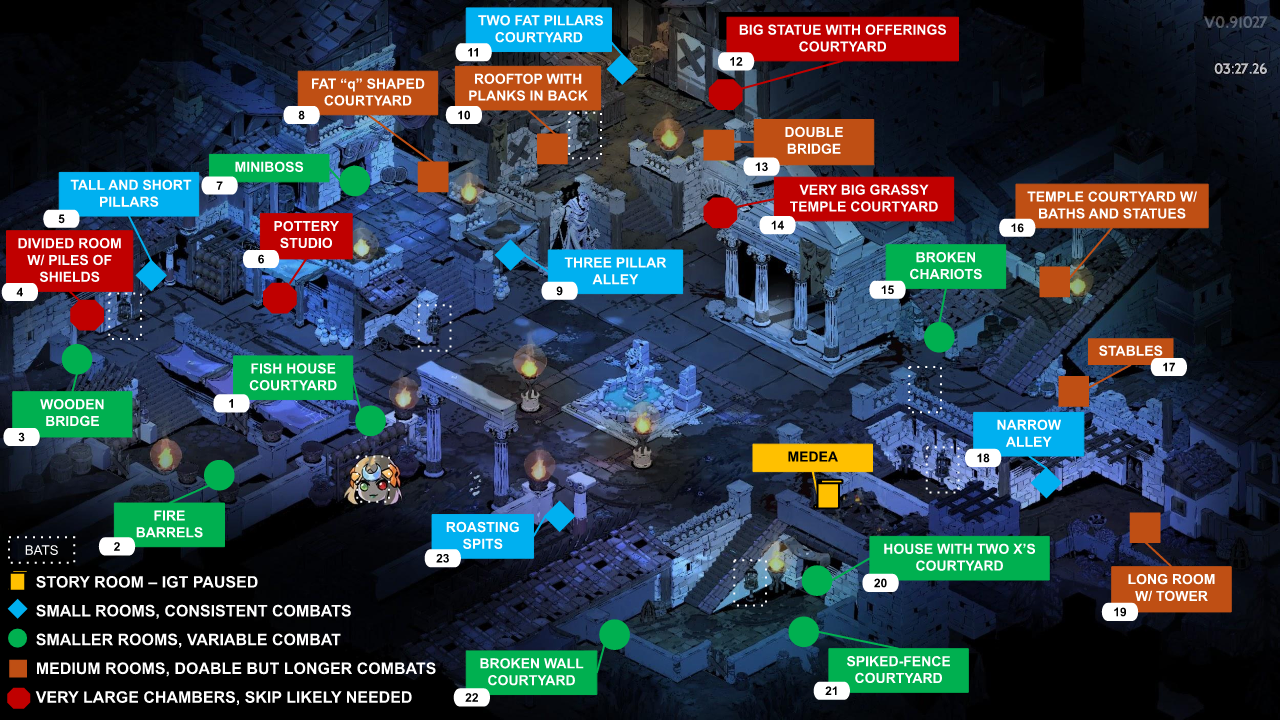 V0.91027
03:27.26
TWO FAT PILLARS
COURTYARD
11
BIG STATUE WITH OFFERINGS
COURTYARD
12
FAT “q” SHAPED
COURTYARD
8
ROOFTOP WITH
PLANKS IN BACK
10
DOUBLE
BRIDGE
13
MINIBOSS
7
TALL AND SHORT
PILLARS
5
VERY BIG GRASSY
TEMPLE COURTYARD
14
TEMPLE COURTYARD W/
BATHS AND STATUES
16
DIVIDED ROOM
W/ PILES OF
SHIELDS
4
POTTERY
STUDIO
6
THREE PILLAR
ALLEY
9
BROKEN
CHARIOTS
15
STABLES
17
FISH HOUSE
COURTYARD
1
WOODEN
BRIDGE
3
NARROW
ALLEY
18
MEDEA
FIRE
BARRELS
2
ROASTING
SPITS
23
HOUSE WITH TWO X’S
COURTYARD
20
LONG ROOM
W/ TOWER
19
BROKEN WALL
COURTYARD
22
SPIKED-FENCE
COURTYARD
21
BATS
STORY ROOM – IGT PAUSED
SMALL ROOMS, CONSISTENT COMBATS
SMALLER ROOMS, VARIABLE COMBAT
MEDIUM ROOMS, DOABLE BUT LONGER COMBATS
VERY LARGE CHAMBERS, SKIP LIKELY NEEDED